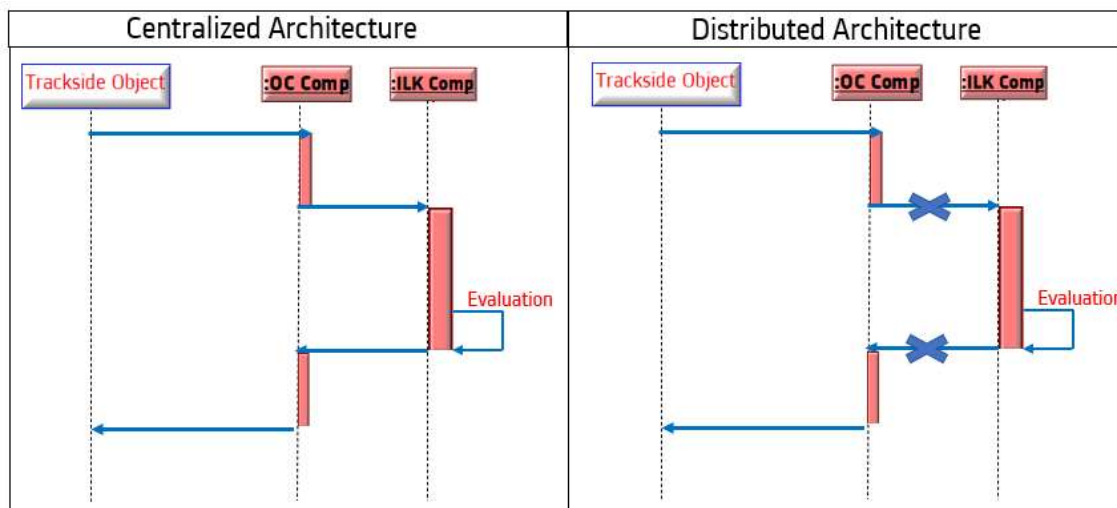 Centralized Architecture
Distributed Architecture
Trackside Object
:OC Comp
:ILK Comp
Evaluation
Trackside Object
:OC Comp
:ILK Comp
Evaluation